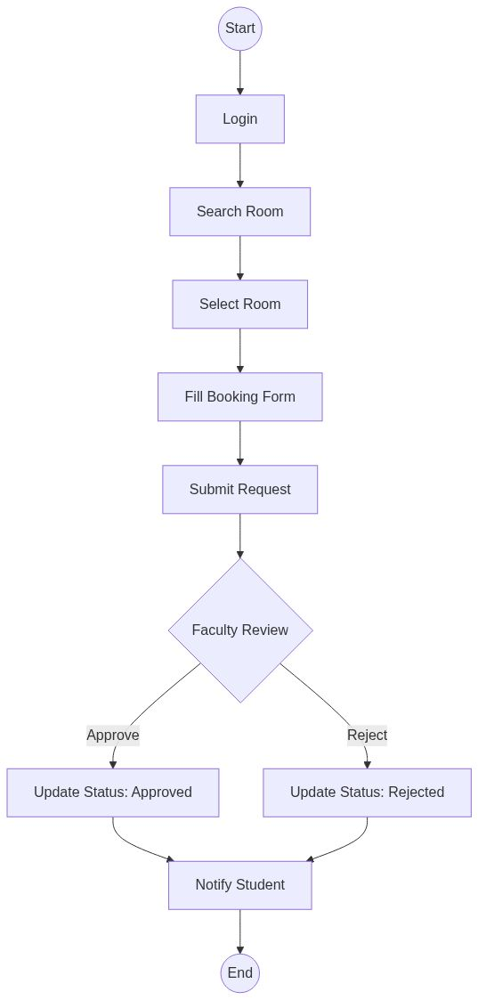 Start
Login
Search Room
Select Room
Fill Booking Form
Submit Request
Faculty Review
Approve
Reject
Update Status: Approved
Update Status: Rejected
Notify Student
End